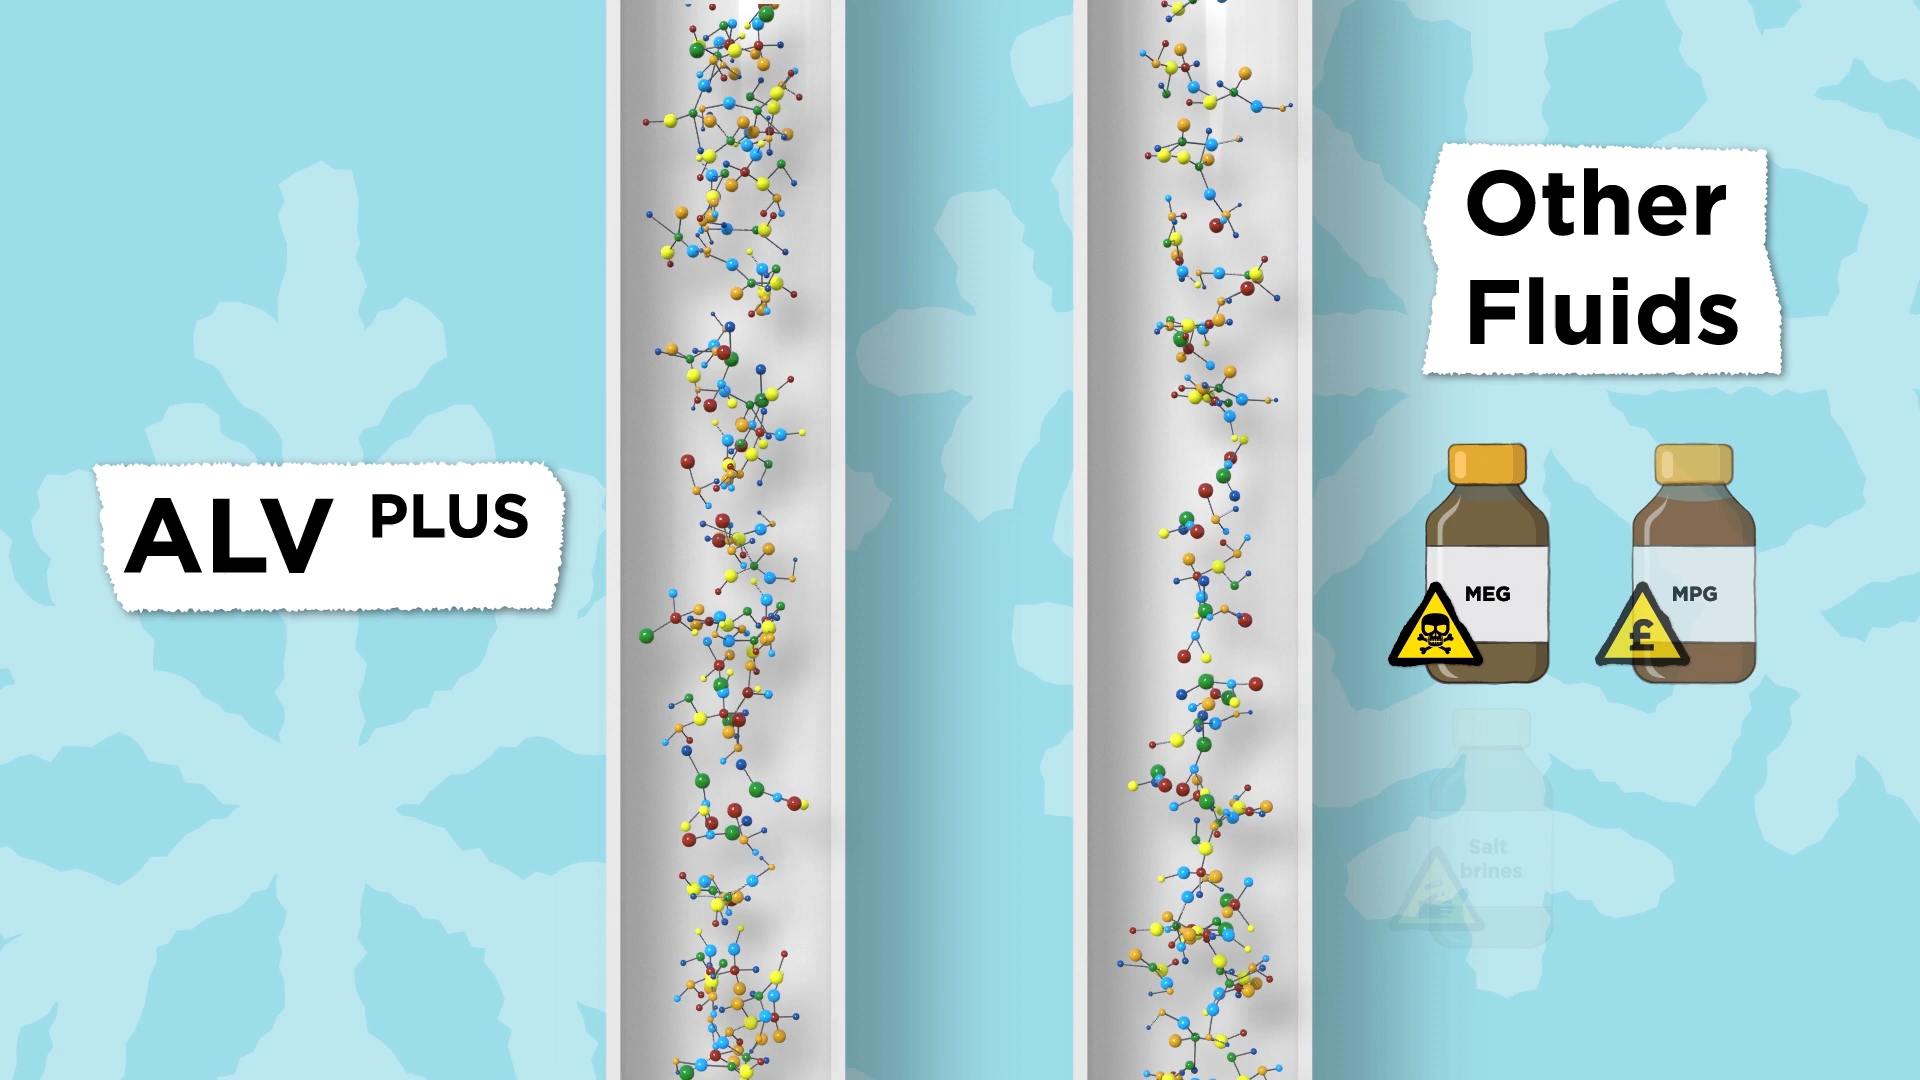 ALV PLUS
Other
Fluids
MEG
MPG
£
Salt
brines